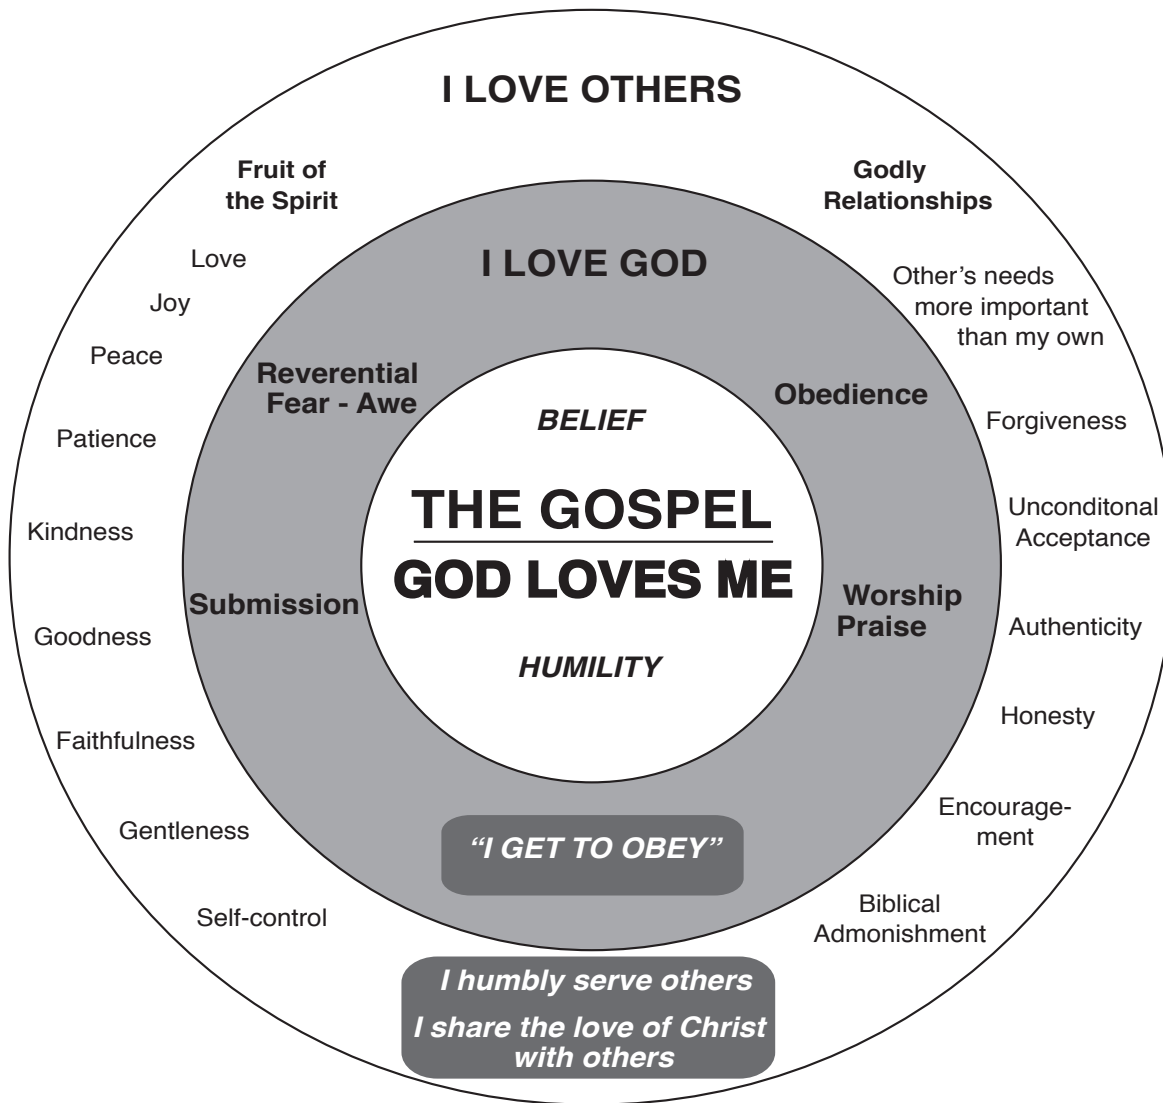 I LOVE OTHERS
Fruit of
the Spirit
Love
Joy
Peace
Patience
Kindness
Goodness
Faithfulness
Gentleness
Self-control
Godly
Relationships
Other’s needs
more important
than my own
Forgiveness
Unconditonal
Acceptance
Authenticity
Honesty
Encourage-
ment
Biblical
Admonishment
I LOVE GOD
Reverential
Fear - Awe
Submission
Obedience
Worship
Praise
BELIEF
THE GOSPEL
GOD LOVES ME
HUMILITY
“I GET TO OBEY”
I humbly serve others
I share the love of Christ
with others